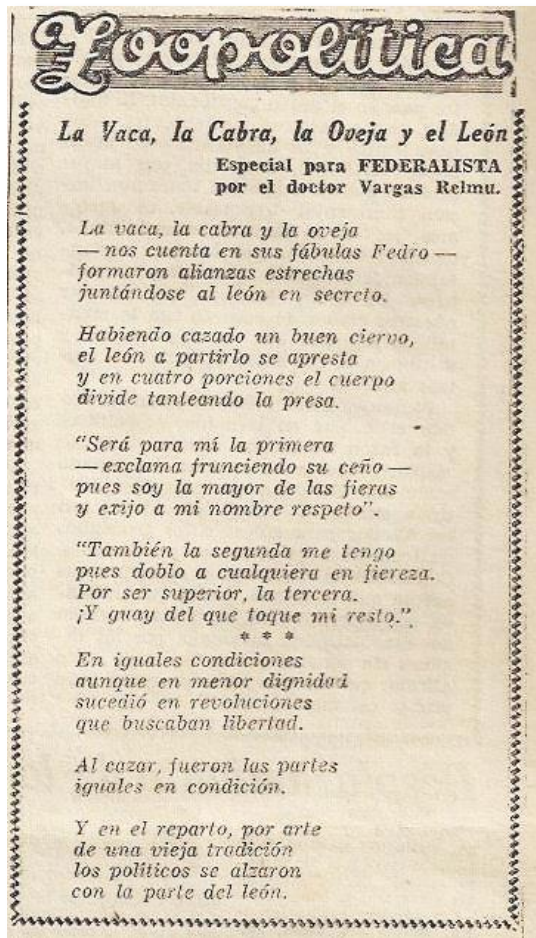 Zoopolítica
La Vaca, la Cabra, la Oveja y el León
Especial para FEDERALISTA
por el doctor Vargas Relmu.
La vaca, la cabra y la oveja
— nos cuenta en sus fábulas Fedro —
formaron alianzas estrechas
juntándose al león en secreto.
Habiendo cazado un buen ciervo,
el león a partirlo se apresta
y en cuatro porciones el cuerpo
divide tanteando la presa.
“Será para mí la primera
— exclama frunciendo su ceño —
pues soy la mayor de las fieras
y exijo a mi nombre respeto”.
“También la segunda me tengo
pues doblo a cualquiera en fiereza.
Por ser superior, la tercera.
¡Y guay del que toque mi resto.”
* * *
En iguales condiciones
aunque en menor dignidad
sucedió en revoluciones
que buscaban libertad.
Al cazar, fueron las partes
iguales en condición.
Y en el reparto, por arte
de una vieja tradición
los políticos se alzaron
con la parte del león.